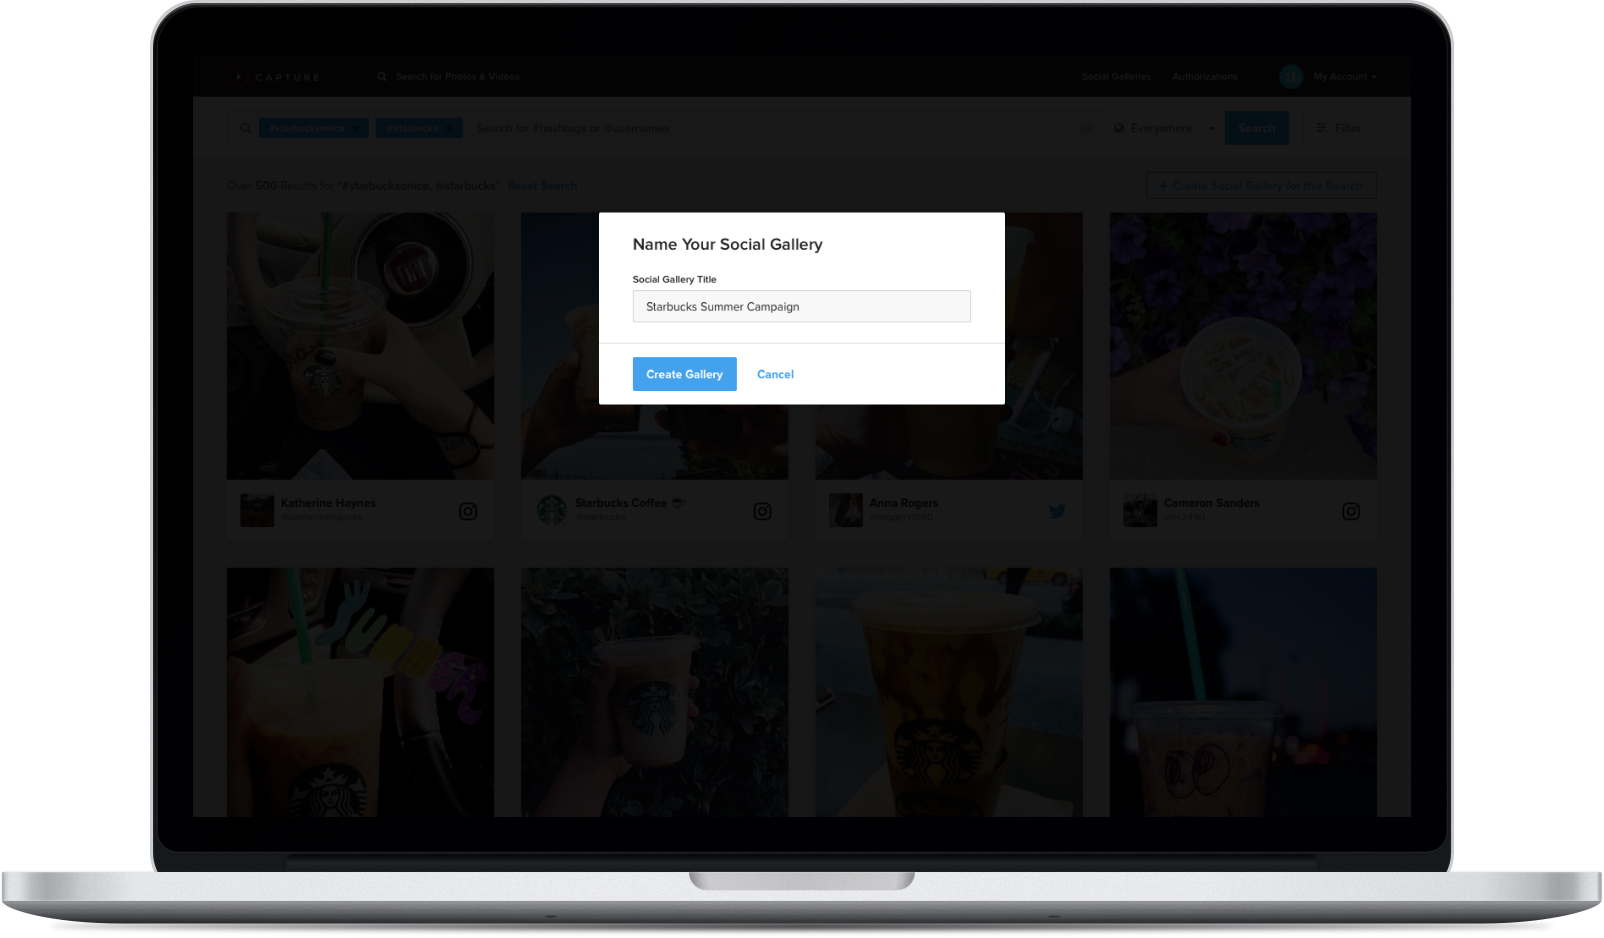 CAPTURE
Search for Photos & Videos
Social Galleries
Authorizations
My Account
#starbucksonice
@starbucks
Search for #hashtags or @usernames
Everywhere
Search
Filter
Over 500 Results for "#starbucksonice, @starbucks" Reset Search
+ Create Social Gallery for this Search
Name Your Social Gallery
Social Gallery Title
Starbucks Summer Campaign
Create Gallery
Cancel
Katherine Haynes
@katherinehaynes
Starbucks Coffee
@starbucks
Anna Rogers
Cameron Sanders